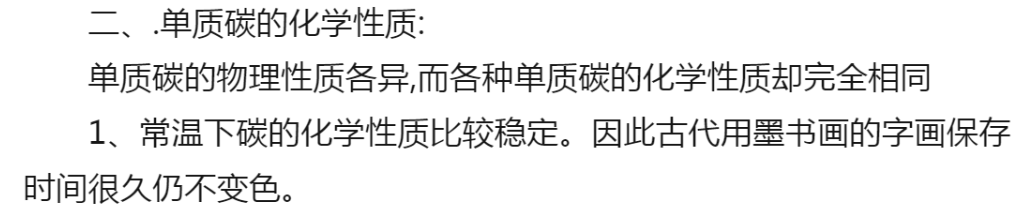 二、.单质碳的化学性质:
单质碳的物理性质各异,而各种单质碳的化学性质却完全相同
1、常温下碳的化学性质比较稳定。因此古代用墨书画的字画保存
时间很久仍不变色。